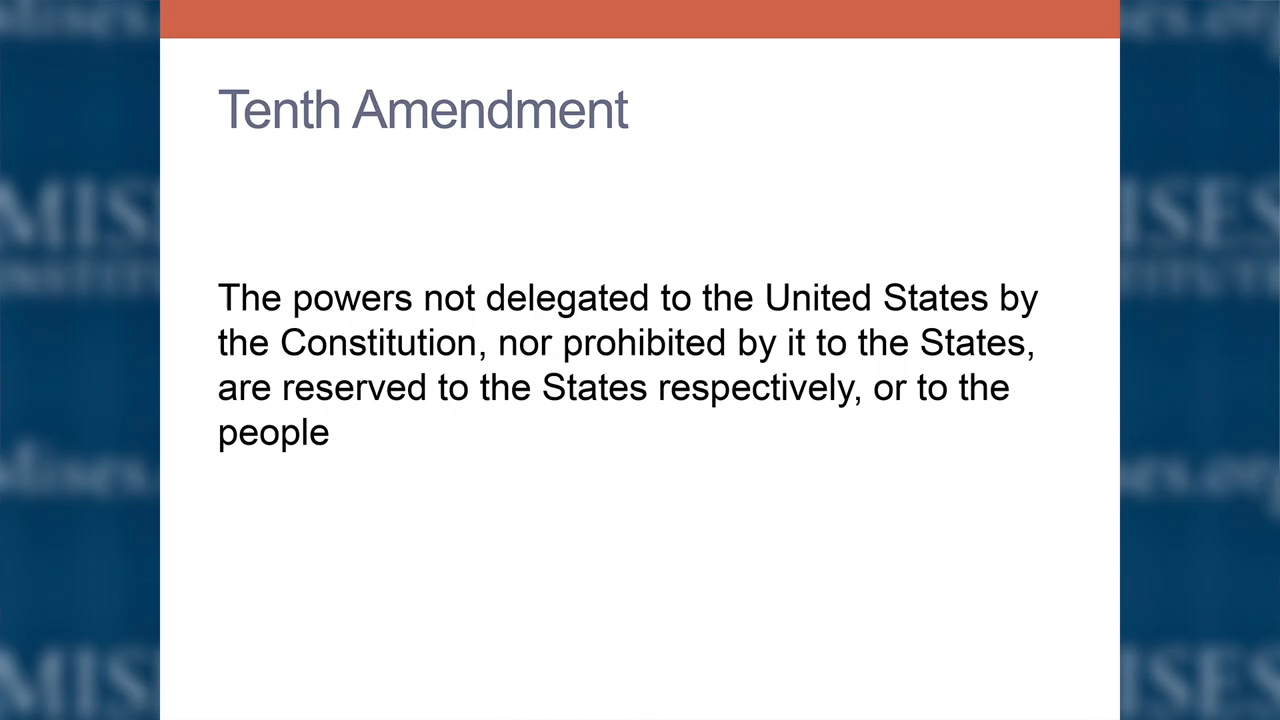 Tenth Amendment
The powers not delegated to the United States by
the Constitution, nor prohibited by it to the States,
are reserved to the States respectively, or to the
people